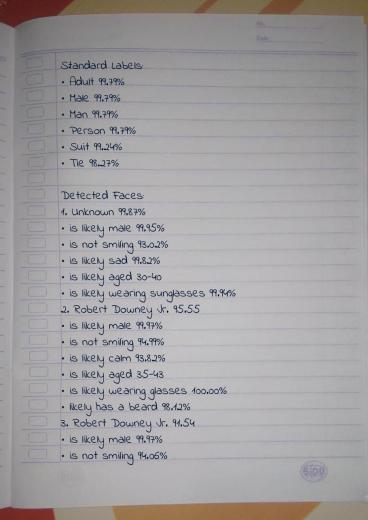 No.
Date:
Standard Labels
• Adult 99.79%
• Male 99.79%
• Man 99.79%
• Person 99.79%
• Suit 99.24%
• Tie 98.27%
Detected Faces
1. Unknown 99.87%
• is likely male 99.95%
• is not smiling 93.02%
• is likely sad 99.82%
• is likely aged 30-40
• is likely wearing sunglasses 99.94%
2. Robert Downey Jr. 95.55
• is likely male 99.97%
• is not smiling 94.99%
• is likely calm 93.82%
• is likely aged 35-43
• is likely wearing glasses 100.00%
• likely has a beard 98.12%
3. Robert Downey Jr. 91.54
• is likely male 99.97%
• is not smiling 94.05%
SiDU